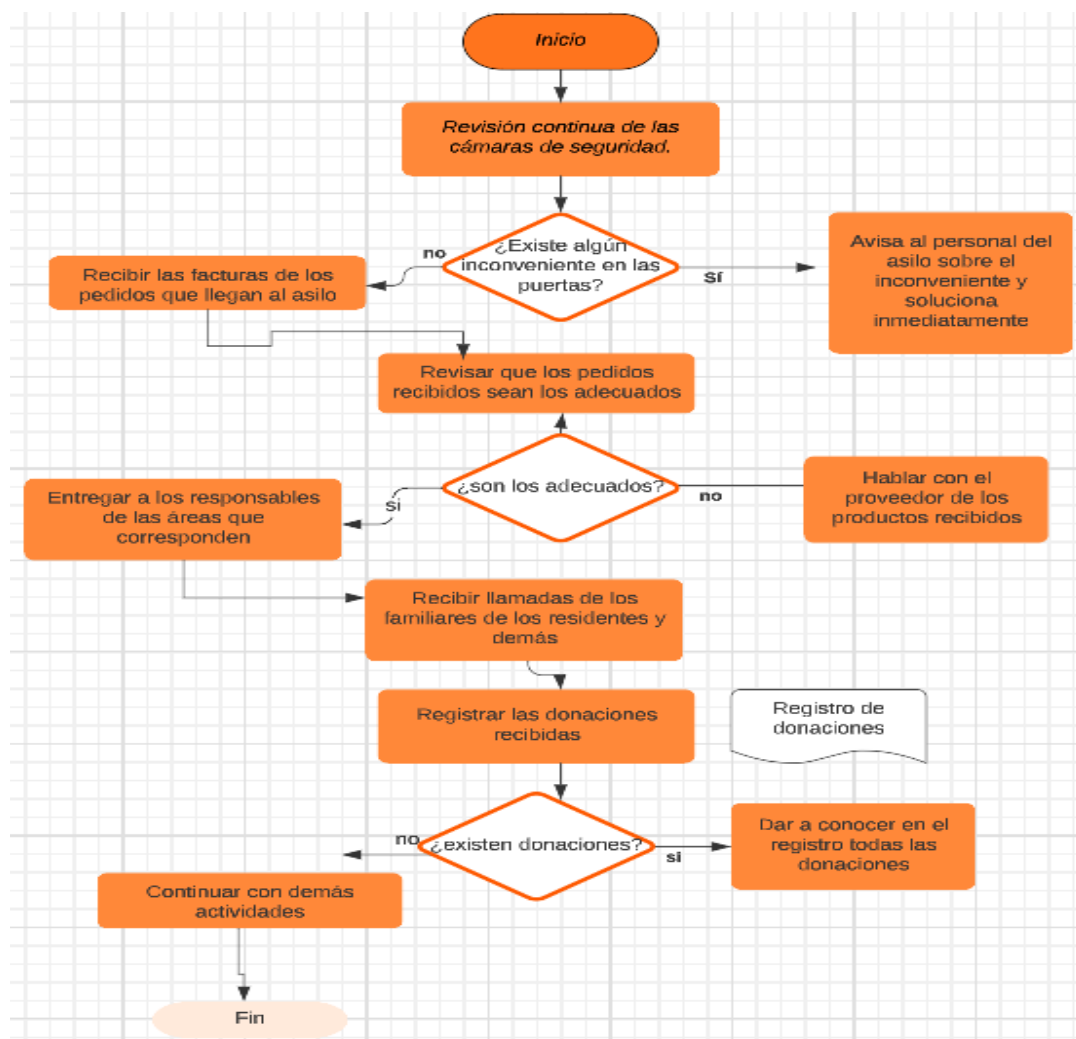 Inicio
Revisión continua de las
cámaras de seguridad.
¿Existe algún
inconveniente en las
puertas?
no
Sí
Recibir las facturas de los
pedidos que llegan al asilo
Avisa al personal del
asilo sobre el
inconveniente y
soluciona
inmediatamente
Revisar que los pedidos
recibidos sean los adecuados
¿son los adecuados?
si
no
Entregar a los responsables
de las áreas que
corresponden
Hablar con el
proveedor de los
productos recibidos
Recibir llamadas de los
familiares de los residentes y
demás
Registrar las donaciones
recibidas
Registro de
donaciones
¿existen donaciones?
no
si
Dar a conocer en el
registro todas las
donaciones
Continuar con demás
actividades
Fin